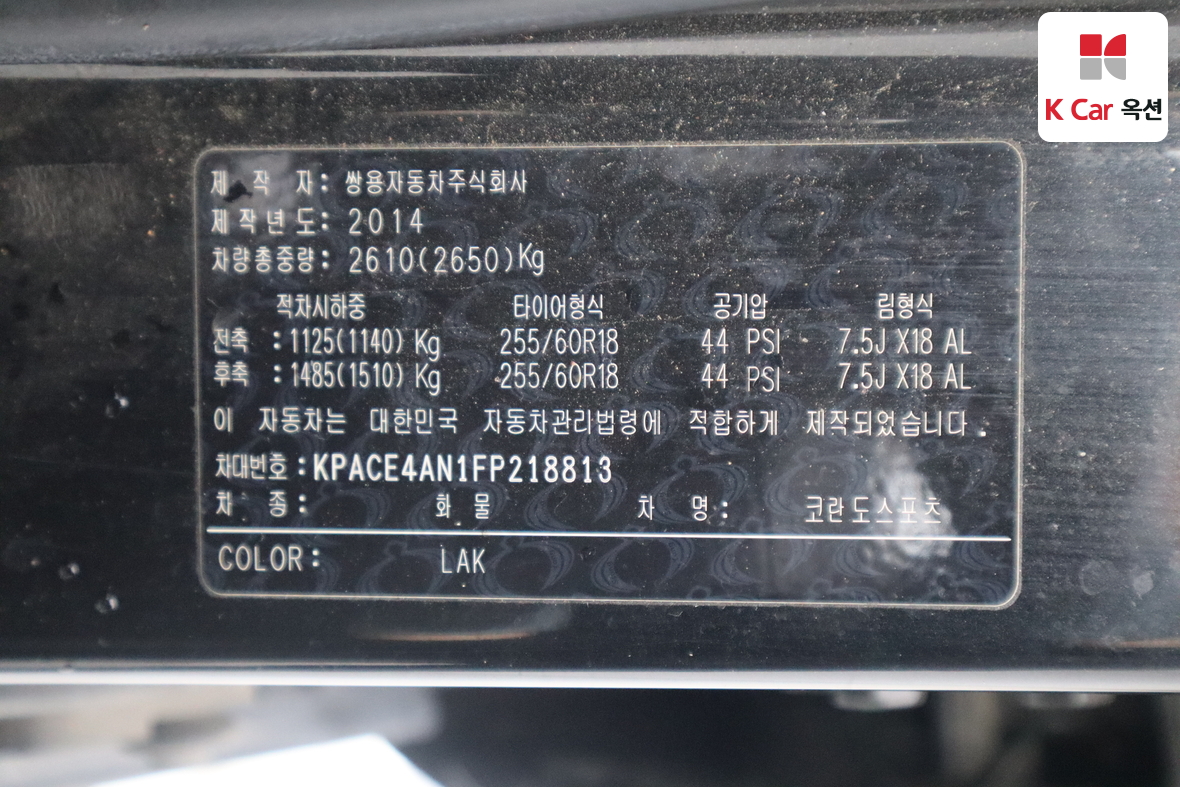 K Car 옥션
제 작 자: 쌍용자동차주식회사
제 작 년 도: 2014
차량총중량: 2610(2650)Kg
적차시하중 타이어형식 공기압 림형식
전축 : 1125(1140) Kg 255/60R18 44 PSI 7.5J X18 AL
후축 : 1485(1510) Kg 255/60R18 44 PSI 7.5J X18 AL
이 자동차는 대한민국 자동차관리법령에 적합하게 제작되었습니다.
차대번호 : KPACE4AN1FP218813
차 종 : 화 물 차 명 : 코란도스포츠
COLOR : LAK